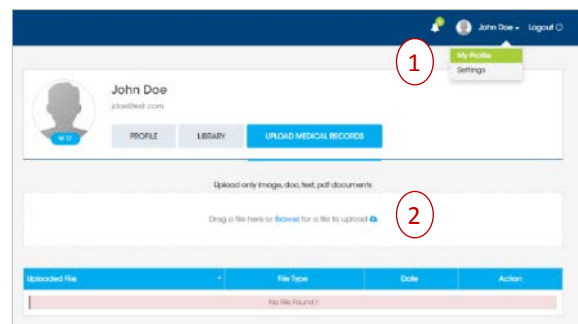 John Doe Logout
My Profile
Settings
1
John Doe
jdoe@test.com
PROFILE LIBRARY UPLOAD MEDICAL RECORDS
Upload only image, doc, text, pdf documents
Drag a file here or Browse for a file to upload
2
Uploaded File File Type Date Action
No File Found !